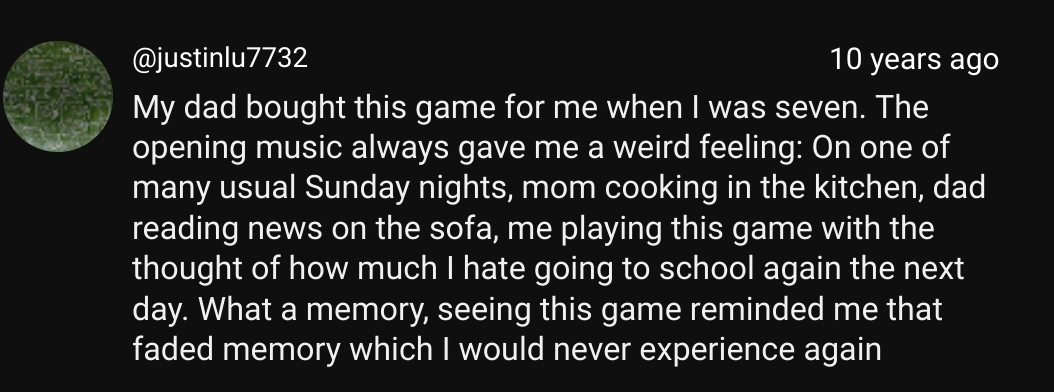 @justinlu7732
10 years ago
My dad bought this game for me when I was seven. The
opening music always gave me a weird feeling: On one of
many usual Sunday nights, mom cooking in the kitchen, dad
reading news on the sofa, me playing this game with the
thought of how much I hate going to school again the next
day. What a memory, seeing this game reminded me that
faded memory which I would never experience again